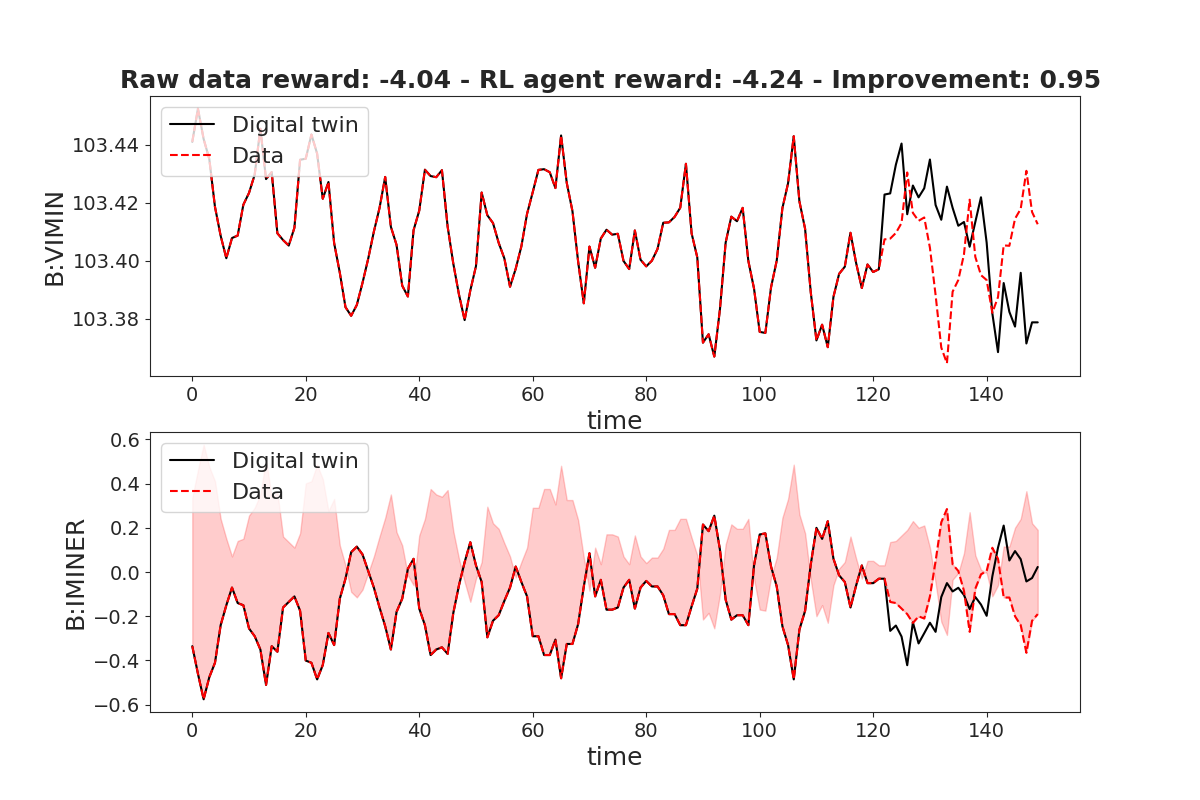 Raw data reward: -4.04 - RL agent reward: -4.24 - Improvement: 0.95
Digital twin
Data
103.44
103.42
103.40
103.38
B:VIMIN
0 20 40 60 80 100 120 140
time
Digital twin
Data
0.6
0.4
0.2
0.0
−0.2
−0.4
−0.6
B:IMINER
0 20 40 60 80 100 120 140
time